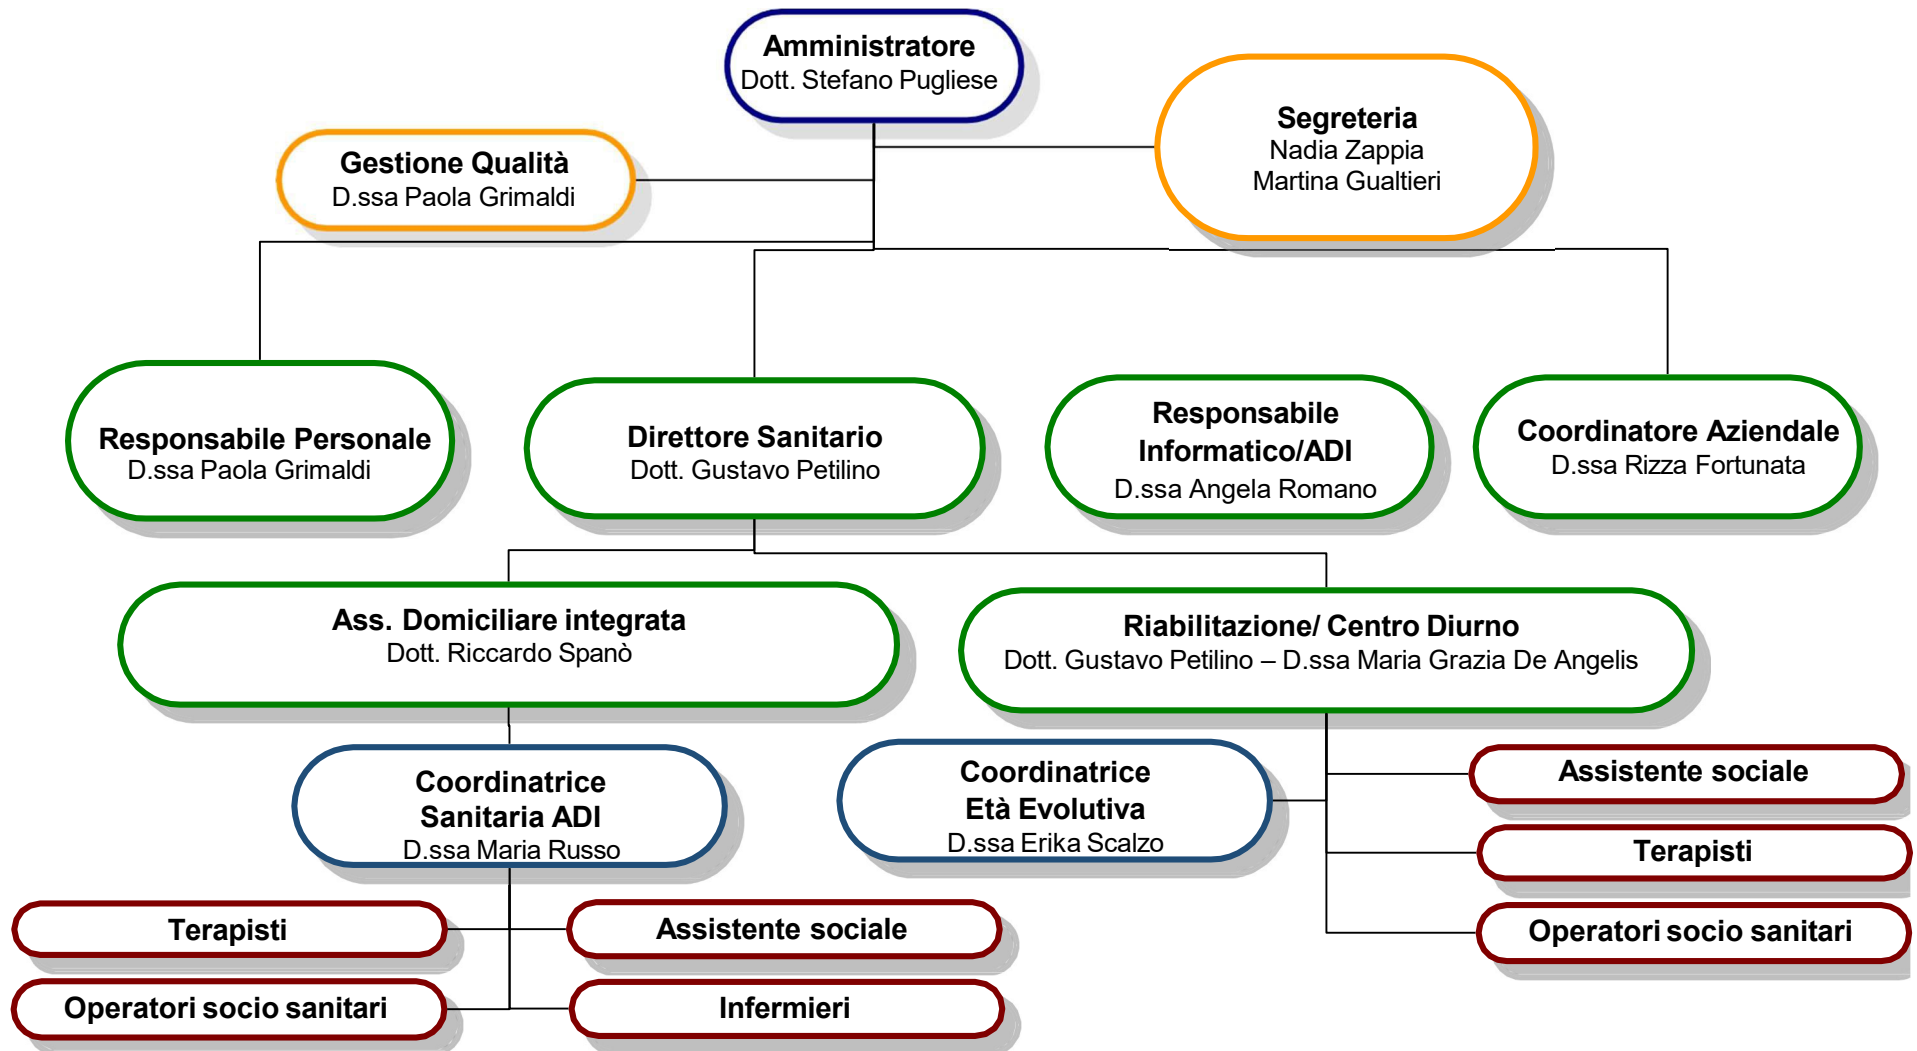 Amministratore
Dott. Stefano Pugliese
Segreteria
Nadia Zappia
Martina Gualtieri
Gestione Qualità
D.ssa Paola Grimaldi
Responsabile Personale
D.ssa Paola Grimaldi
Direttore Sanitario
Dott. Gustavo Petilino
Responsabile
Informatico/ADI
D.ssa Angela Romano
Coordinatore Aziendale
D.ssa Rizza Fortunata
Ass. Domiciliare integrata
Dott. Riccardo Spanò
Riabilitazione/ Centro Diurno
Dott. Gustavo Petilino – D.ssa Maria Grazia De Angelis
Coordinatrice
Sanitaria ADI
D.ssa Maria Russo
Coordinatrice
Età Evolutiva
D.ssa Erika Scalzo
Assistente sociale
Terapisti
Operatori socio sanitari
Terapisti
Assistente sociale
Operatori socio sanitari
Infermieri